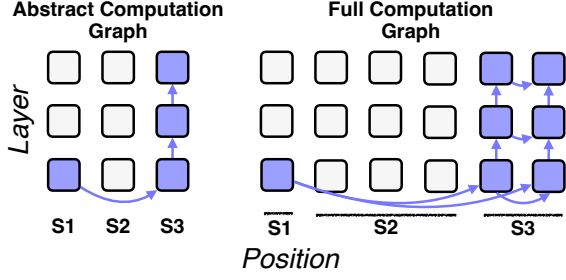 Abstract Computation
Graph
Full Computation
Graph
Layer
S1 S2 S3
S1 S2 S3
Position